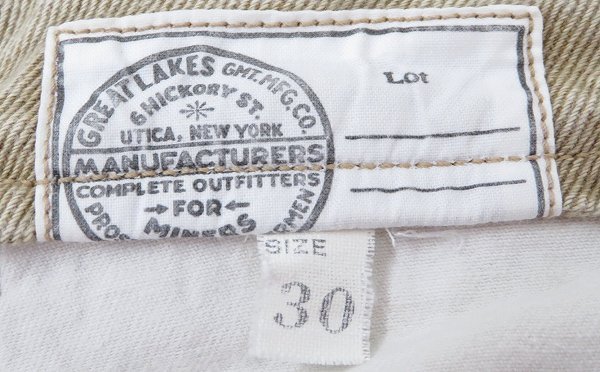 GREAT LAKES GMT. MFG. CO.
6 HICKORY ST.
UTICA, NEW YORK
MANUFACTURERS
COMPLETE OUTFITTERS
→FOR←
MINERS
Lot
SIZE
30